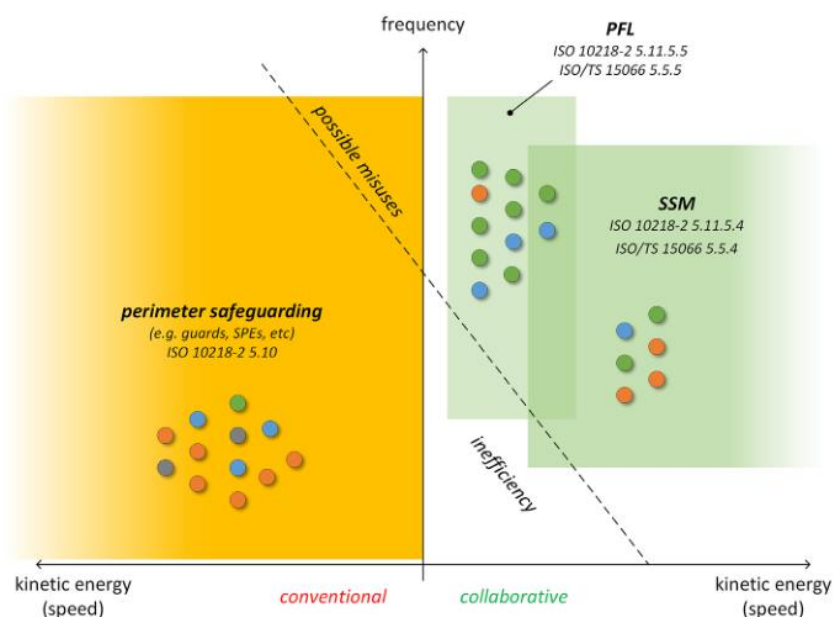 frequency
PFL
ISO 10218-2 5.11.5.5
ISO/TS 15066 5.5.5
possible misuses
SSM
ISO 10218-2 5.11.5.4
ISO/TS 15066 5.5.4
perimeter safeguarding
(e.g. guards, SPEs, etc)
ISO 10218-2 5.10
inefficiency
kinetic energy
(speed)
conventional
collaborative
kinetic energy
(speed)